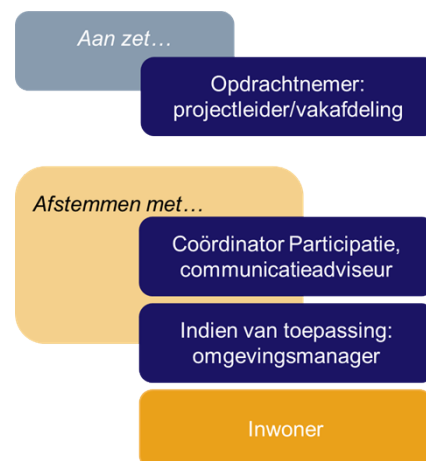 Aan zet…
Opdrachtnemer:
projectleider/vakafdeling
Afstemmen met…
Coördinator Participatie,
communicatieadviseur
Indien van toepassing:
omgevingsmanager
Inwoner